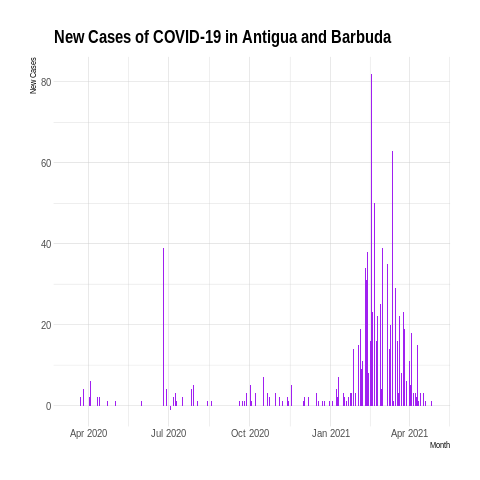 New Cases of COVID-19 in Antigua and Barbuda
New Cases
80
60
40
20
0
Apr 2020 Jul 2020 Oct 2020 Jan 2021 Apr 2021
Month